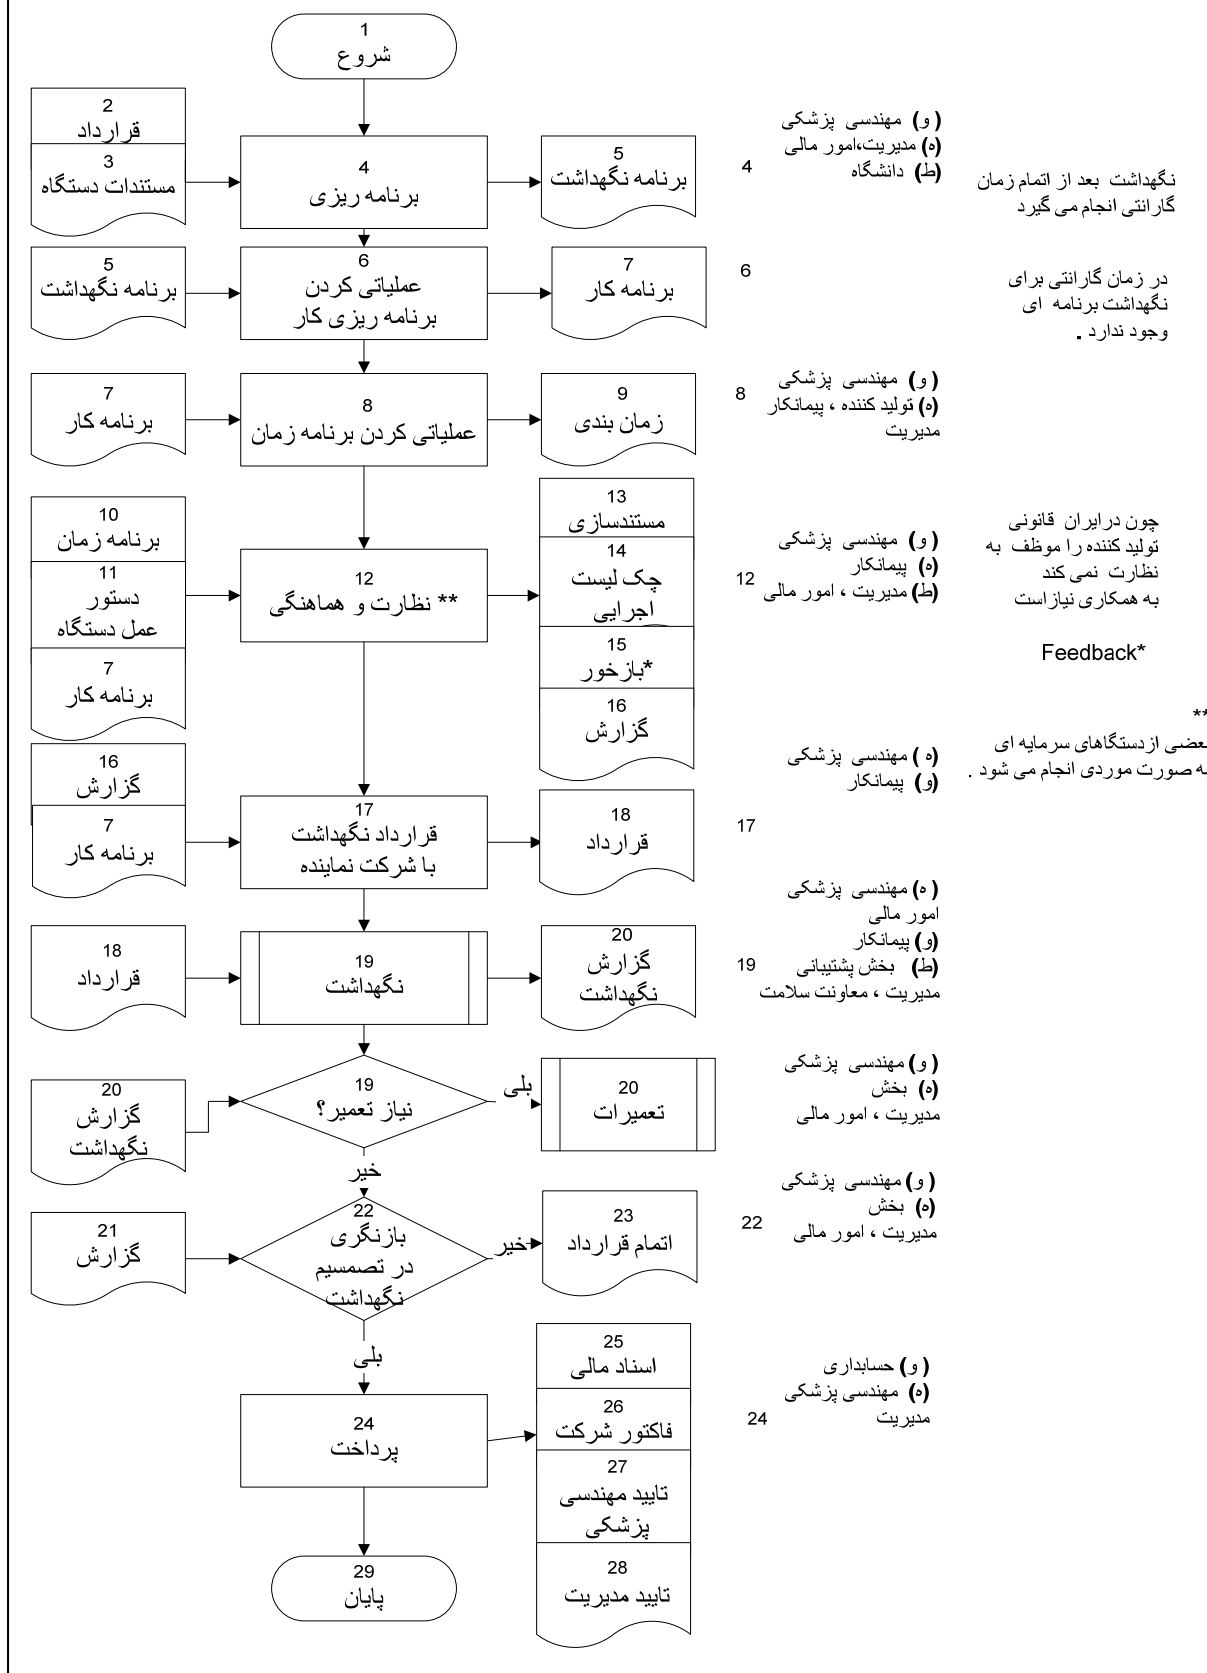 1
شروع
2
قرارداد
3
مستندات دستگاه
4
برنامه ریزی
5
برنامه نگهداشت
4
( و) مهندسی پزشکی
(ه) مدیریت،امور مالی
(ط) دانشگاه
نگهداشت بعد از اتمام زمان
گارانتی انجام می گیرد
5
برنامه نگهداشت
6
عملیاتی کردن
برنامه ریزی کار
7
برنامه کار
6
در زمان گارانتی برای
نگهداشت برنامه ای
وجود ندارد .
7
برنامه کار
8
عملیاتی کردن برنامه زمان
9
زمان بندی
8
( و) مهندسی پزشکی
(ه) تولید کننده ، پیمانکار
مدیریت
10
برنامه زمان
11
دستور
عمل دستگاه
7
برنامه کار
12
نظارت و هماهنگی **
13
مستندسازی
14
چک لیست
اجرایی
15
بازخور*
16
گزارش
12
( و) مهندسی پزشکی
(ه) پیمانکار
(ط) مدیریت ، امور مالی
چون درایران قانونی
تولید کننده را موظف به
نظارت نمی کند
به همکاری نیازاست
Feedback*
**
بعضی ازدستگاهای سرمایه ای
به صورت موردی انجام می شود .
16
گزارش
7
برنامه کار
17
قرارداد نگهداشت
با شرکت نماینده
18
قرارداد
17
( ه) مهندسی پزشکی
(و) پیمانکار
18
قرارداد
19
نگهداشت
20
گزارش
نگهداشت
19
( ه) مهندسی پزشکی
امور مالی
(و) پیمانکار
(ط) بخش پشتیبانی
مدیریت ، معاونت سلامت
20
گزارش
نگهداشت
19
نیاز تعمیر؟
بلی
20
تعمیرات
( و) مهندسی پزشکی
(ه) بخش
مدیریت ، امور مالی
خیر
21
گزارش
22
بازنگری
در تصمسیم
نگهداشت
خیر
23
اتمام قرارداد
22
( و) مهندسی پزشکی
(ه) بخش
مدیریت ، امور مالی
بلی
24
پرداخت
25
اسناد مالی
26
فاکتور شرکت
27
تایید مهندسی
پزشکی
28
تایید مدیریت
24
( و) حسابداری
(ه) مهندسی پزشکی
مدیریت
29
پایان